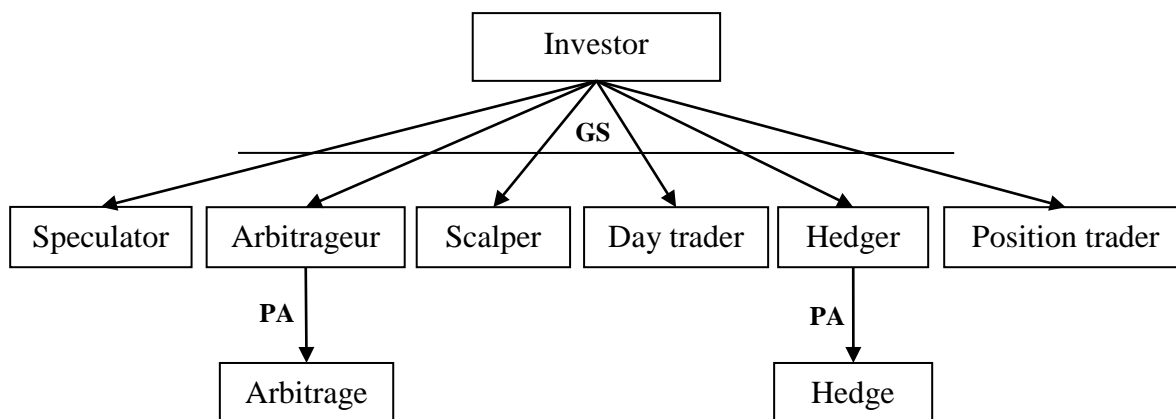 Investor
GS
Speculator
Arbitrageur
Scalper
Day trader
Hedger
Position trader
PA
PA
Arbitrage
Hedge